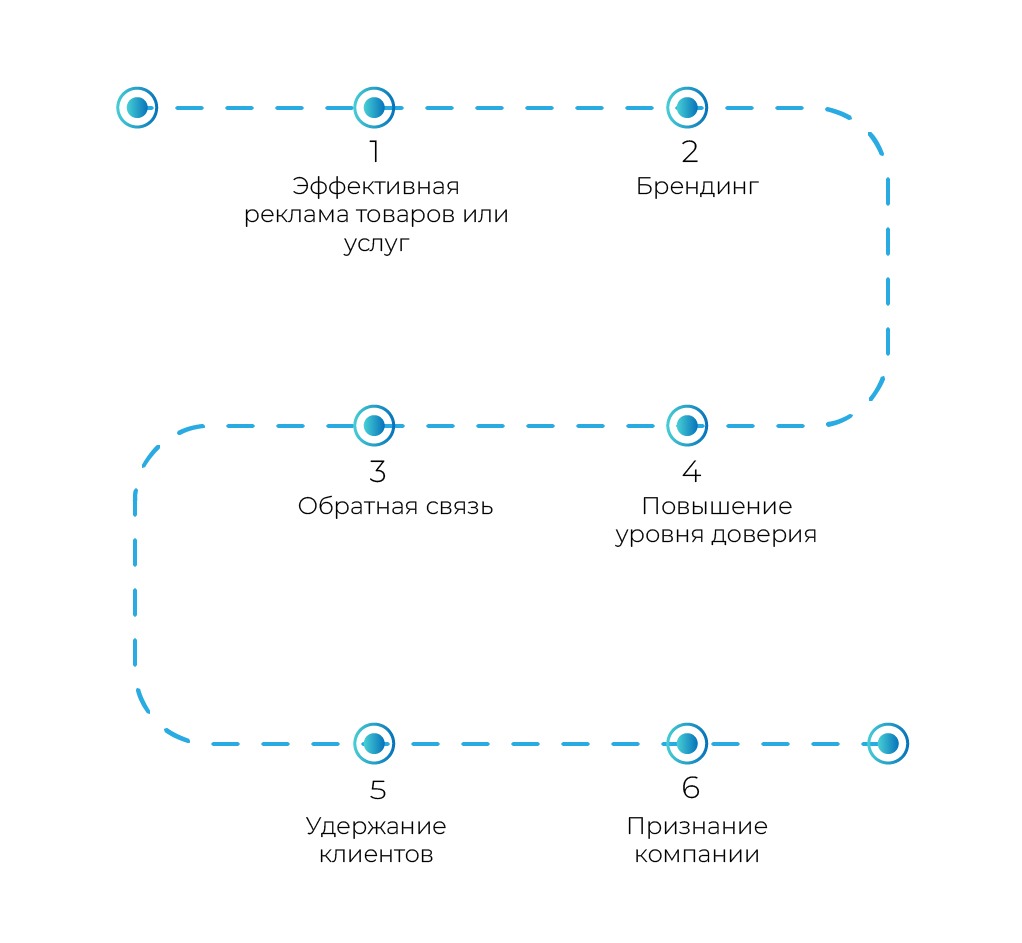 1
Эффективная
реклама товаров или
услуг
2
Брендинг
3
Обратная связь
4
Повышение
уровня доверия
5
Удержание
клиентов
6
Признание
компании